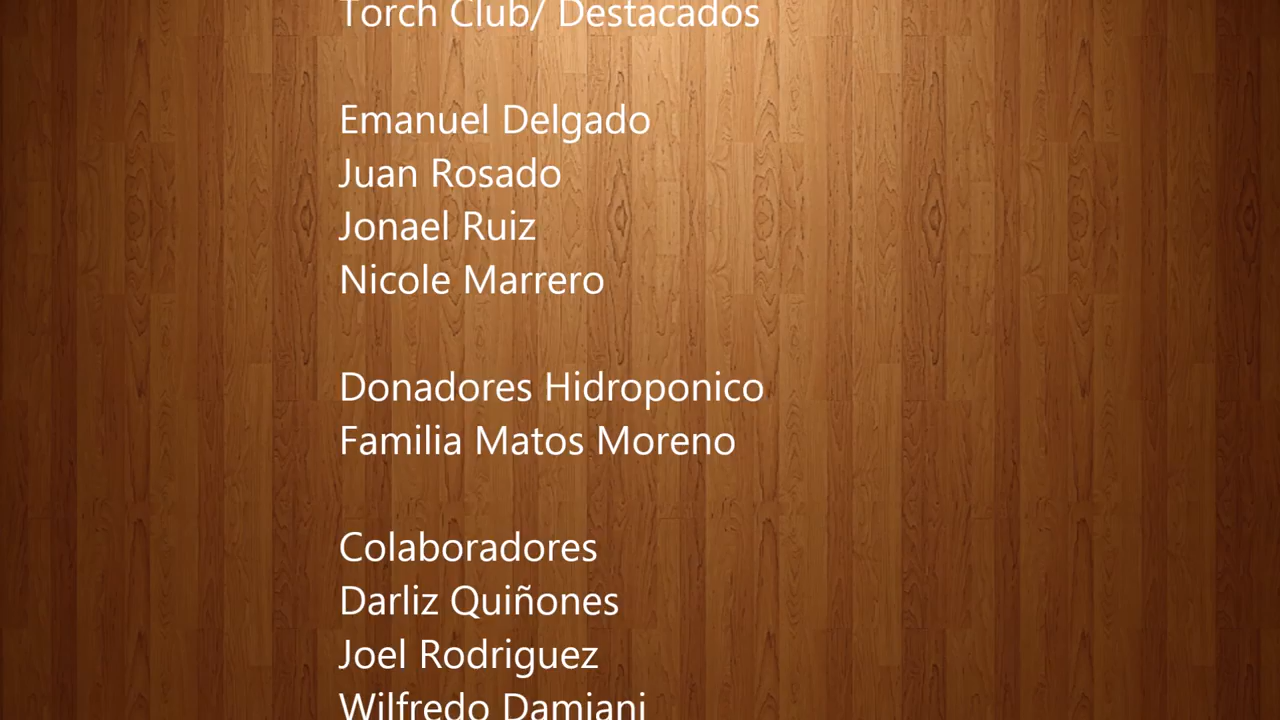 Torch Club/ Destacados
Emanuel Delgado
Juan Rosado
Jonael Ruiz
Nicole Marrero
Donadores Hidroponico
Familia Matos Moreno
Colaboradores
Darliz Quiñones
Joel Rodriguez
Wilfredo Damiani